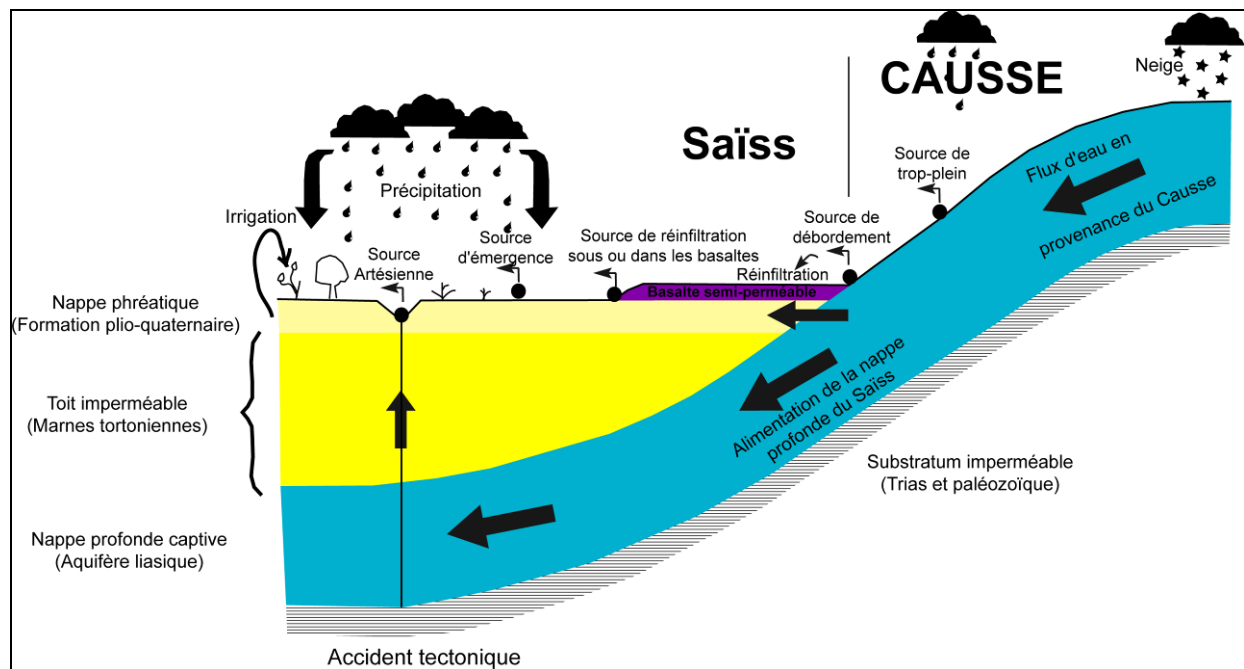 CAUSSE
Neige
Saïss
Source de
trop-plein
Flux d'eau en
provenance du Causse
Précipitation
Irrigation
Source
Artésienne
Source
d'émergence
Source de réinfiltration
sous ou dans les basaltes
Source de
débordement
Réinfiltration
Basalte semi-perméable
Nappe phréatique
(Formation plio-quaternaire)
Toit imperméable
(Marnes tortoniennes)
Alimentation de la nappe
profonde du Saïss
Substratum imperméable
(Trias et paléozoïque)
Nappe profonde captive
(Aquifère liasique)
Accident tectonique